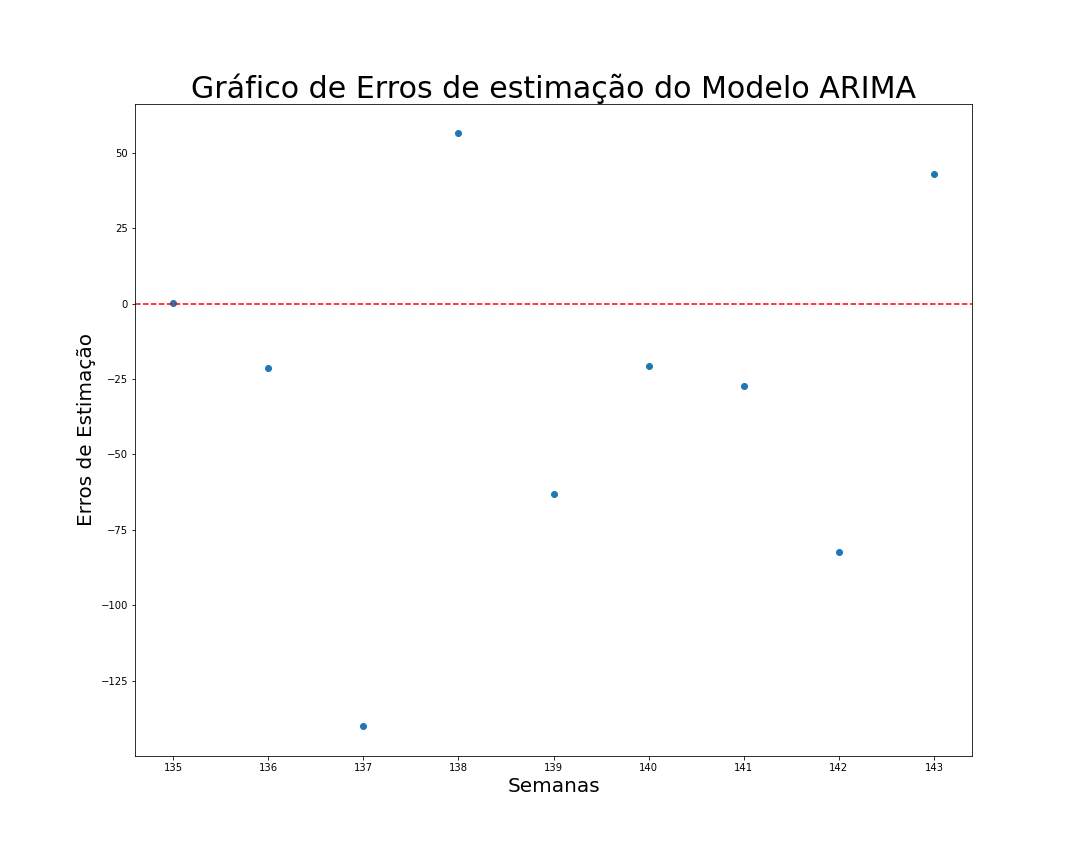 Gráfico de Erros de estimação do Modelo ARIMA
50
25
0
−25
−50
−75
−100
−125
Erros de Estimação
135 136 137 138 139 140 141 142 143
Semanas